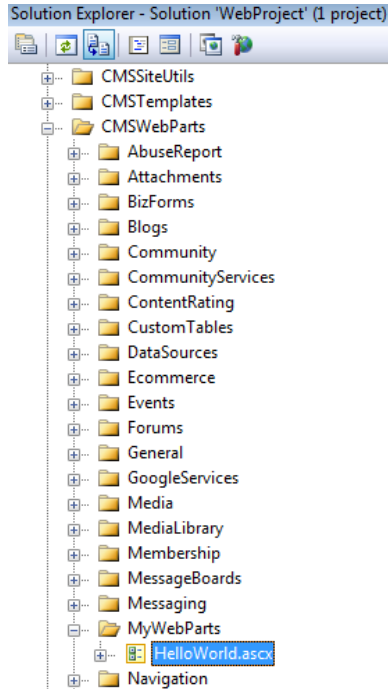 Solution Explorer - Solution 'WebProject' (1 project)
CMSSiteUtils
CMSTemplates
CMSWebParts
AbuseReport
Attachments
BizForms
Blogs
Community
CommunityServices
ContentRating
CustomTables
DataSources
Ecommerce
Events
Forums
General
GoogleServices
Media
MediaLibrary
Membership
MessageBoards
Messaging
MyWebParts
HelloWorld.ascx
Navigation